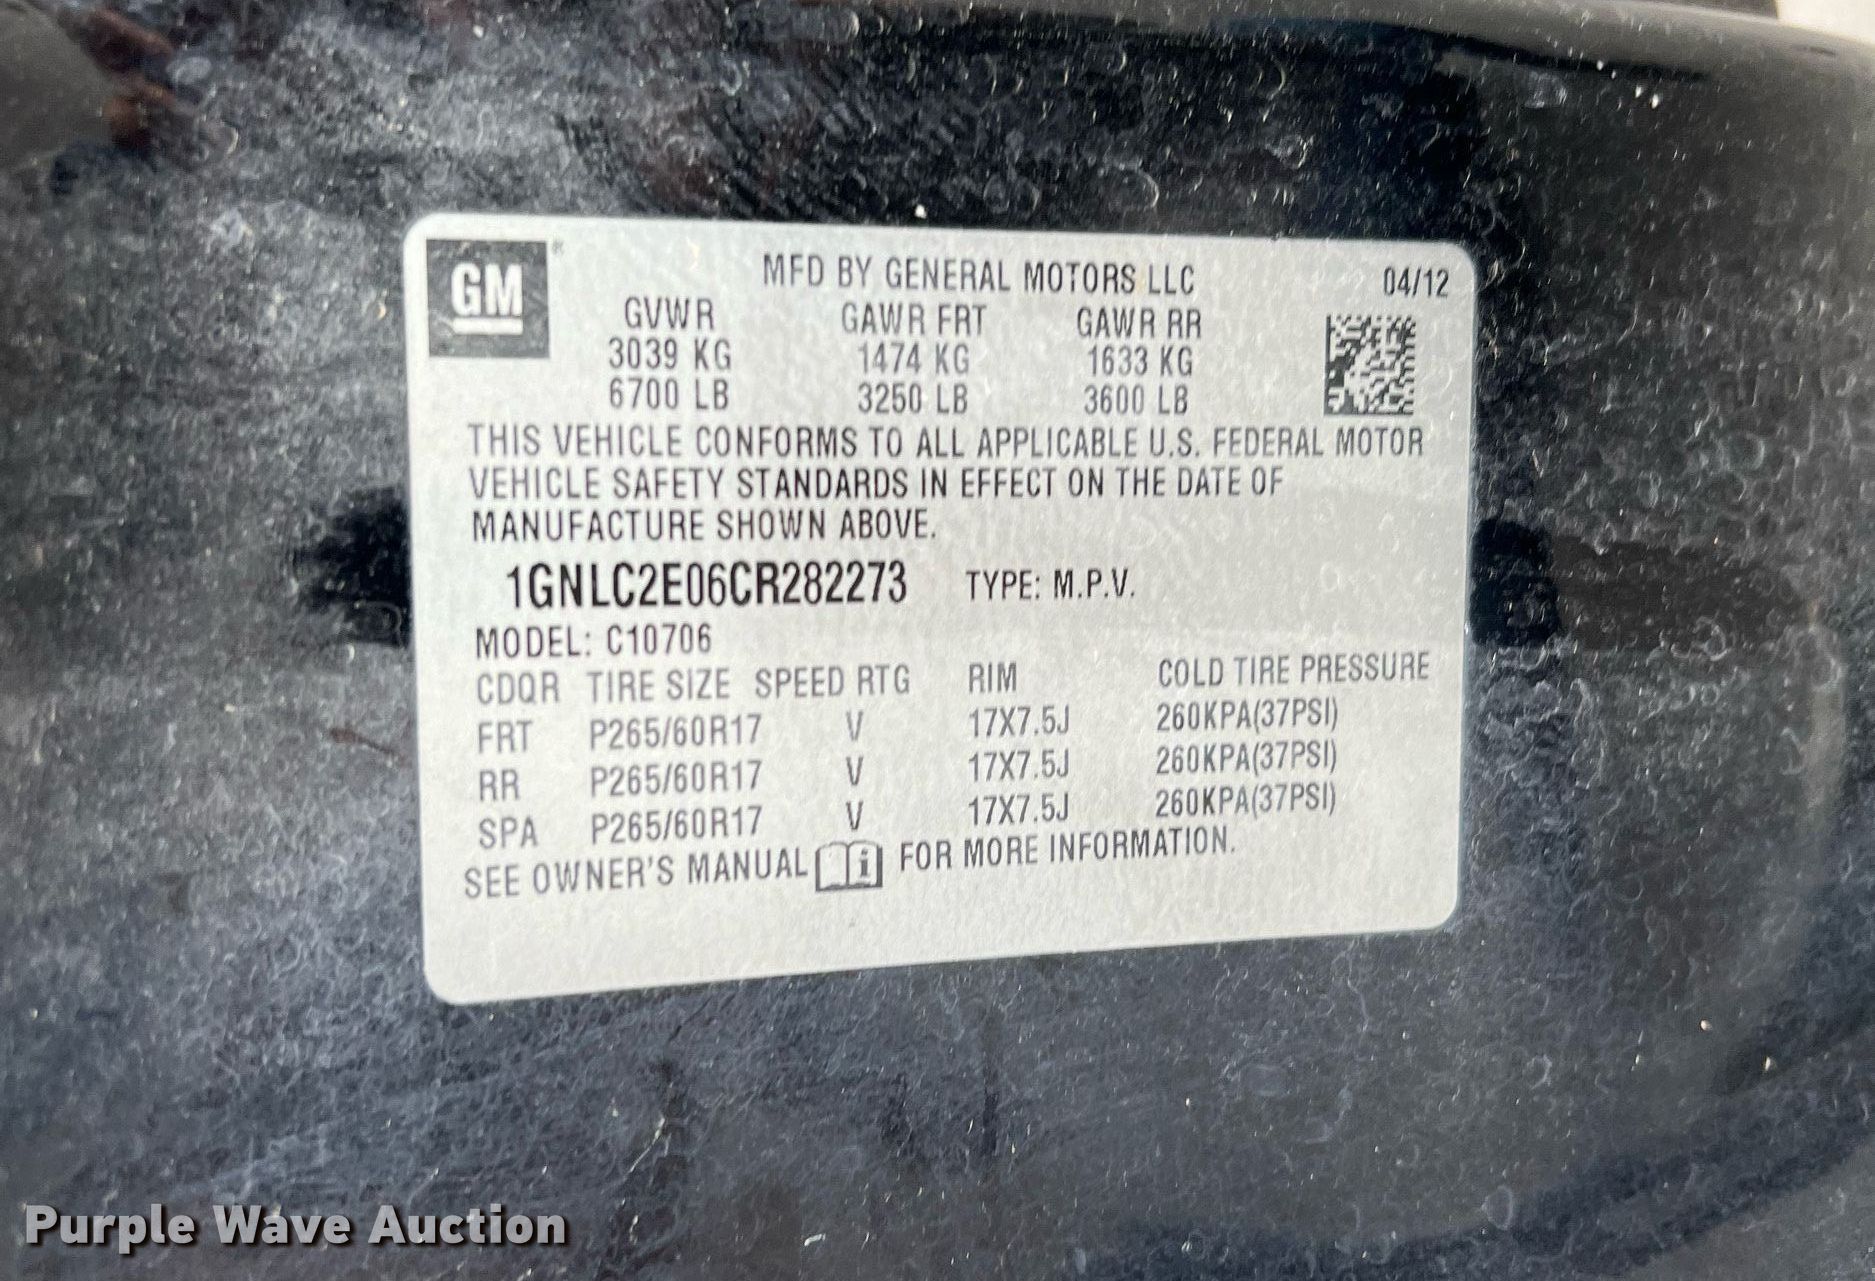 GM
MFD BY GENERAL MOTORS LLC 04/12
GVWR GAWR FRT GAWR RR
3039 KG 1474 KG 1633 KG
6700 LB 3250 LB 3600 LB
THIS VEHICLE CONFORMS TO ALL APPLICABLE U.S. FEDERAL MOTOR
VEHICLE SAFETY STANDARDS IN EFFECT ON THE DATE OF
MANUFACTURE SHOWN ABOVE.
1GNLC2E06CR282273 TYPE: M.P.V.
MODEL: C10706
CDQR TIRE SIZE SPEED RTG RIM COLD TIRE PRESSURE
FRT P265/60R17 V 17X7.5J 260KPA(37PSI)
RR P265/60R17 V 17X7.5J 260KPA(37PSI)
SPA P265/60R17 V 17X7.5J 260KPA(37PSI)
SEE OWNER'S MANUAL i FOR MORE INFORMATION.
Purple Wave Auction